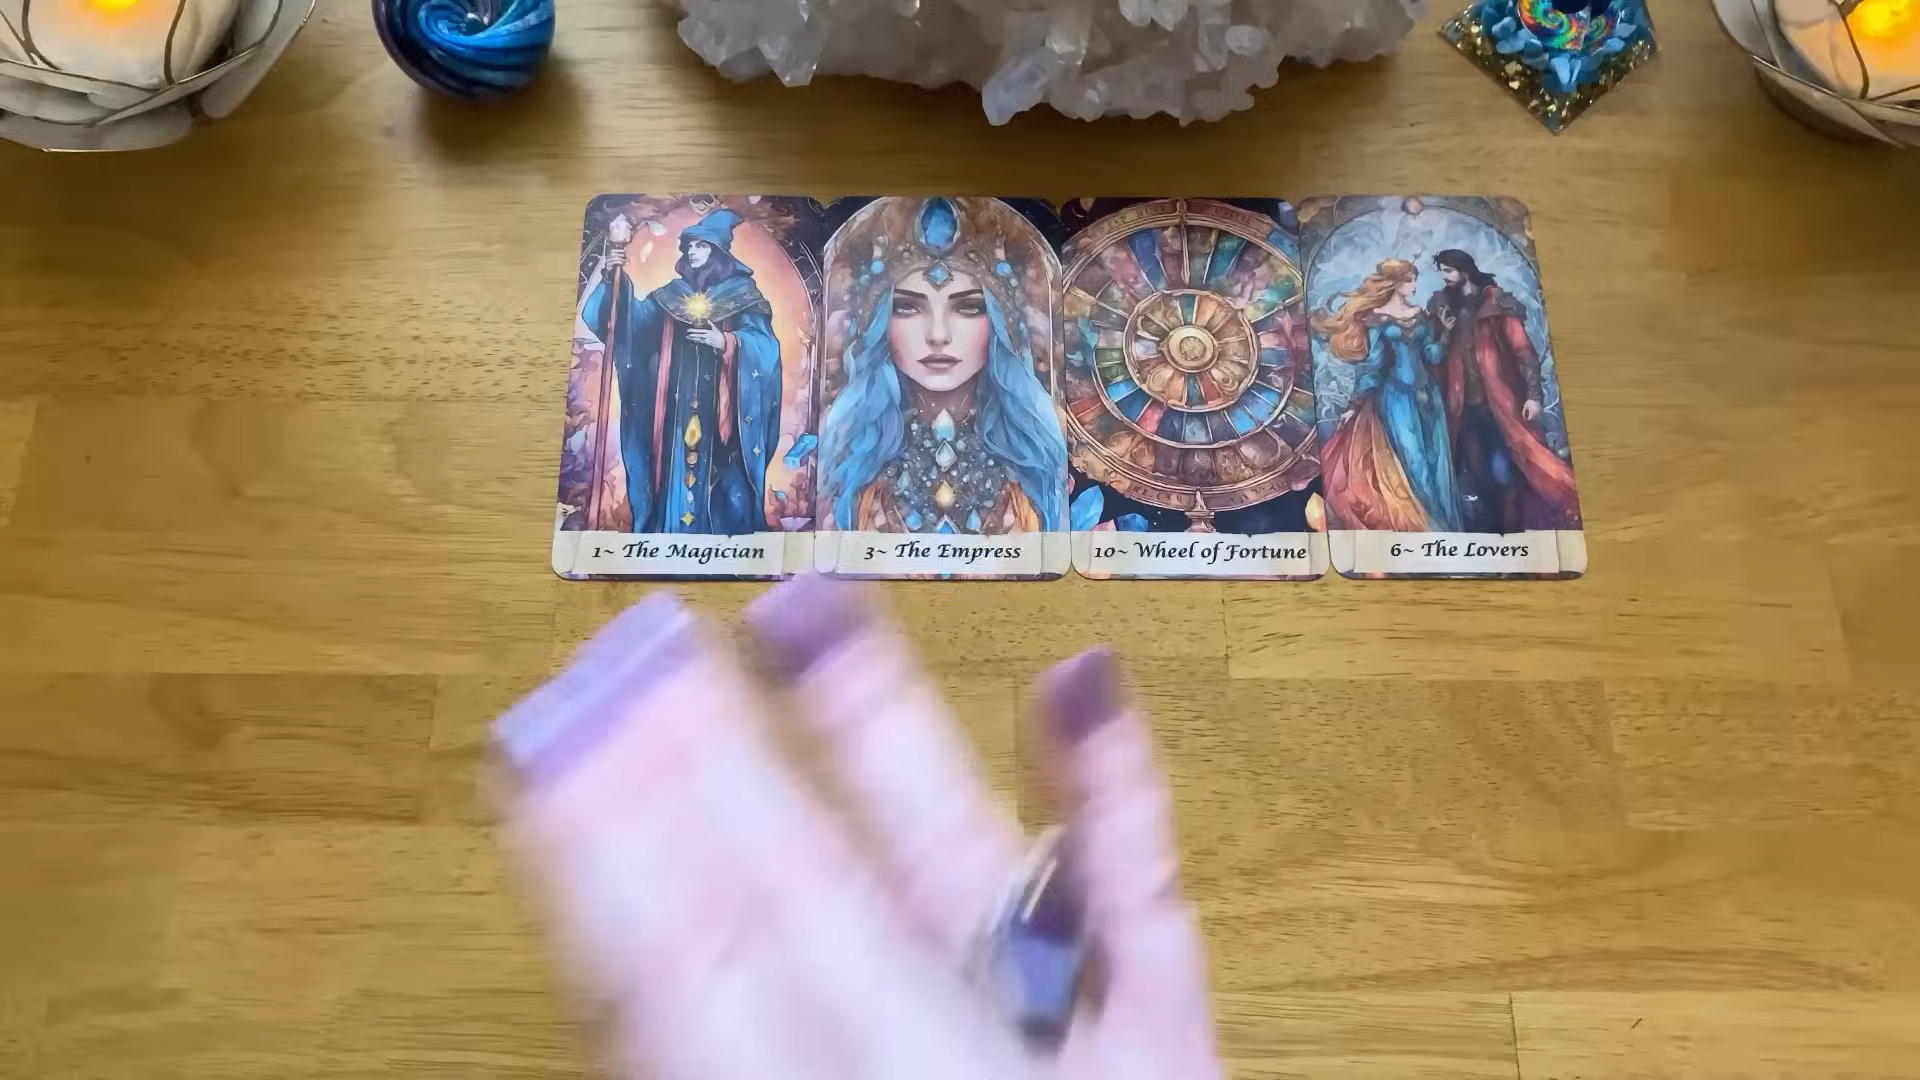 1~ The Magician
3~ The Empress
10~ Wheel of Fortune
6~ The Lovers